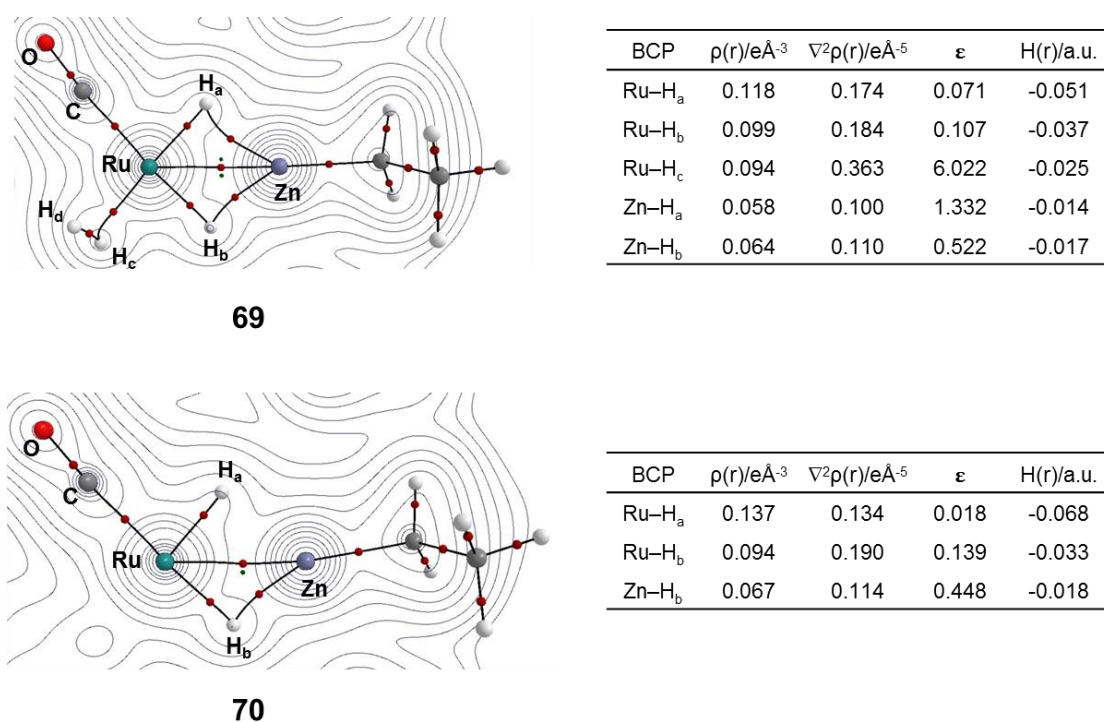 O
C
Ru
Zn
Ha
Hb
Hc
Hd
69
BCP ρ(r)/eÅ⁻³ ∇²ρ(r)/eÅ⁻⁵ ε H(r)/a.u.
Ru–Ha 0.118 0.174 0.071 -0.051
Ru–Hb 0.099 0.184 0.107 -0.037
Ru–Hc 0.094 0.363 6.022 -0.025
Zn–Ha 0.058 0.100 1.332 -0.014
Zn–Hb 0.064 0.110 0.522 -0.017
O
C
Ru
Zn
Ha
Hb
70
BCP ρ(r)/eÅ⁻³ ∇²ρ(r)/eÅ⁻⁵ ε H(r)/a.u.
Ru–Ha 0.137 0.134 0.018 -0.068
Ru–Hb 0.094 0.190 0.139 -0.033
Zn–Hb 0.067 0.114 0.448 -0.018